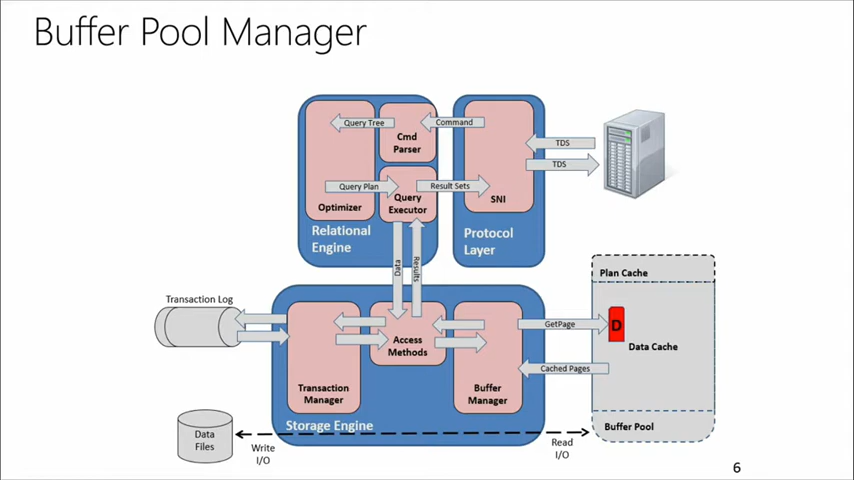 Buffer Pool Manager
Query Tree
Cmd
Parser
Command
TDS
TDS
Query Plan
Result Sets
Optimizer
Query
Executor
SNI
Relational
Engine
Protocol
Layer
Data
Results
Plan Cache
Transaction Log
GetPage
D
Data Cache
Access
Methods
Cached Pages
Transaction
Manager
Buffer
Manager
Storage Engine
Buffer Pool
Data
Files
Write
I/O
Read
I/O
6